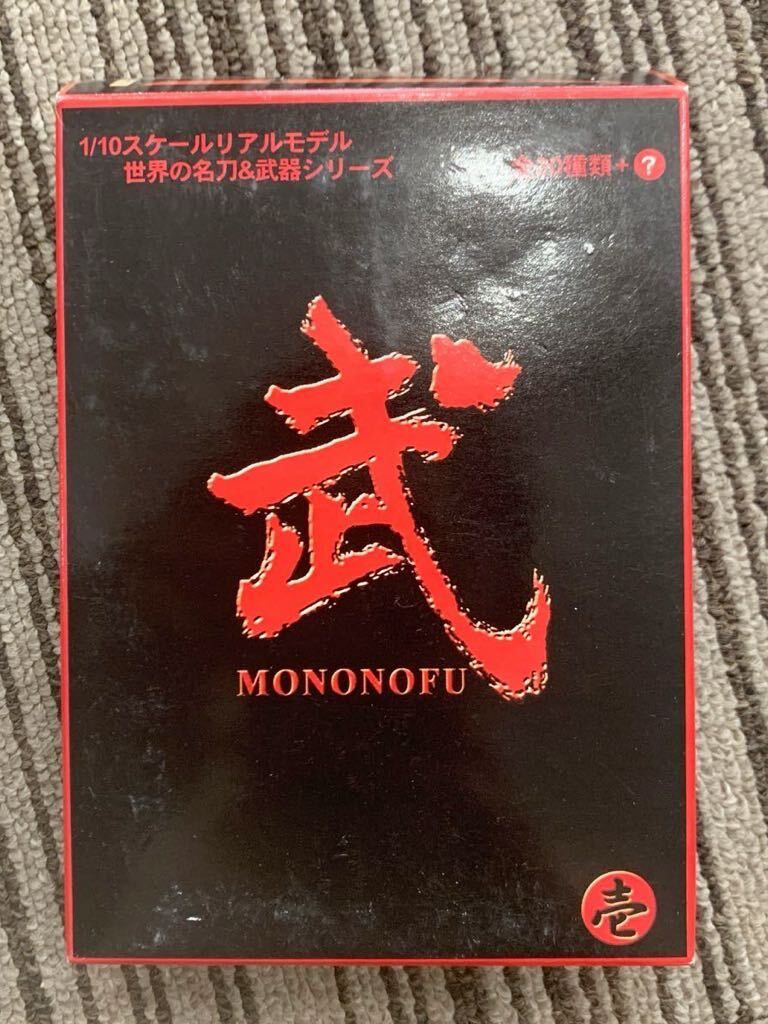 1/10スケールリアルモデル
世界の名刀&武器シリーズ
全10種類+?
武
MONONOFU
壱